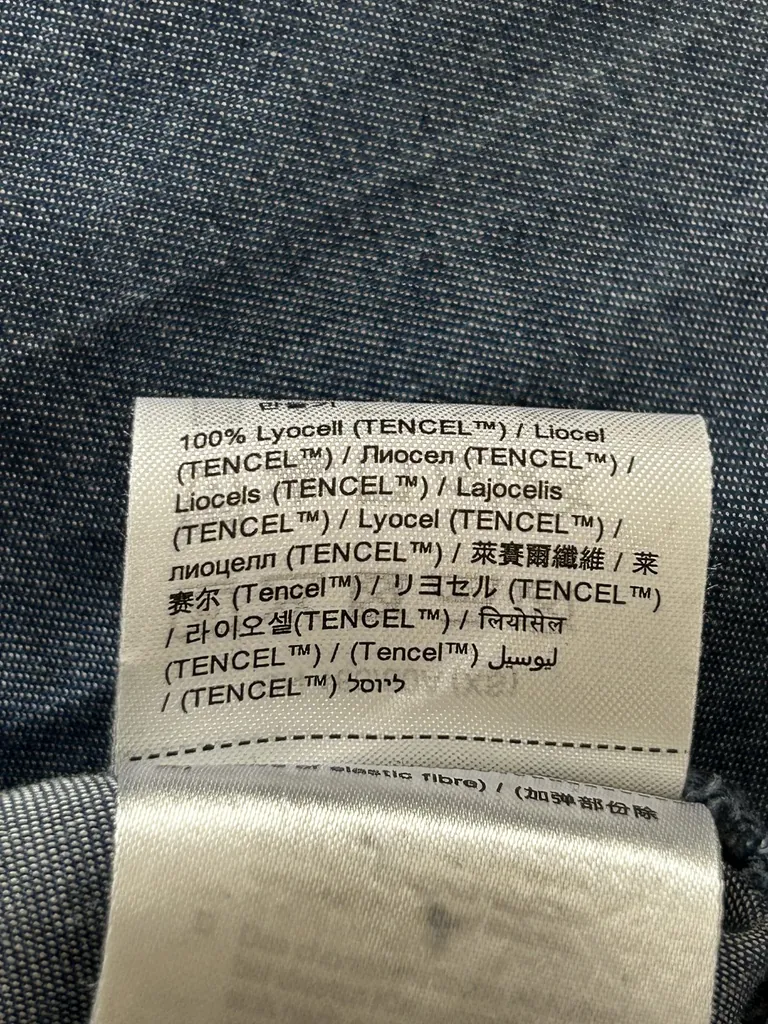 100% Lyocell (TENCEL™) / Liocel
(TENCEL™) / Лиосел (TENCEL™) /
Liocels (TENCEL™) / Lajocelis
(TENCEL™) / Lyocel (TENCEL™) /
лиоцелл (TENCEL™) / 萊賽爾纖維 / 莱
赛尔 (Tencel™) / リヨセル (TENCEL™)
/ 라이오셀(TENCEL™) / लियोसेल
(TENCEL™) / (Tencel™) ليوسيل
/ (TENCEL™) ליוסל
elastic fibre) / (加弹部份除